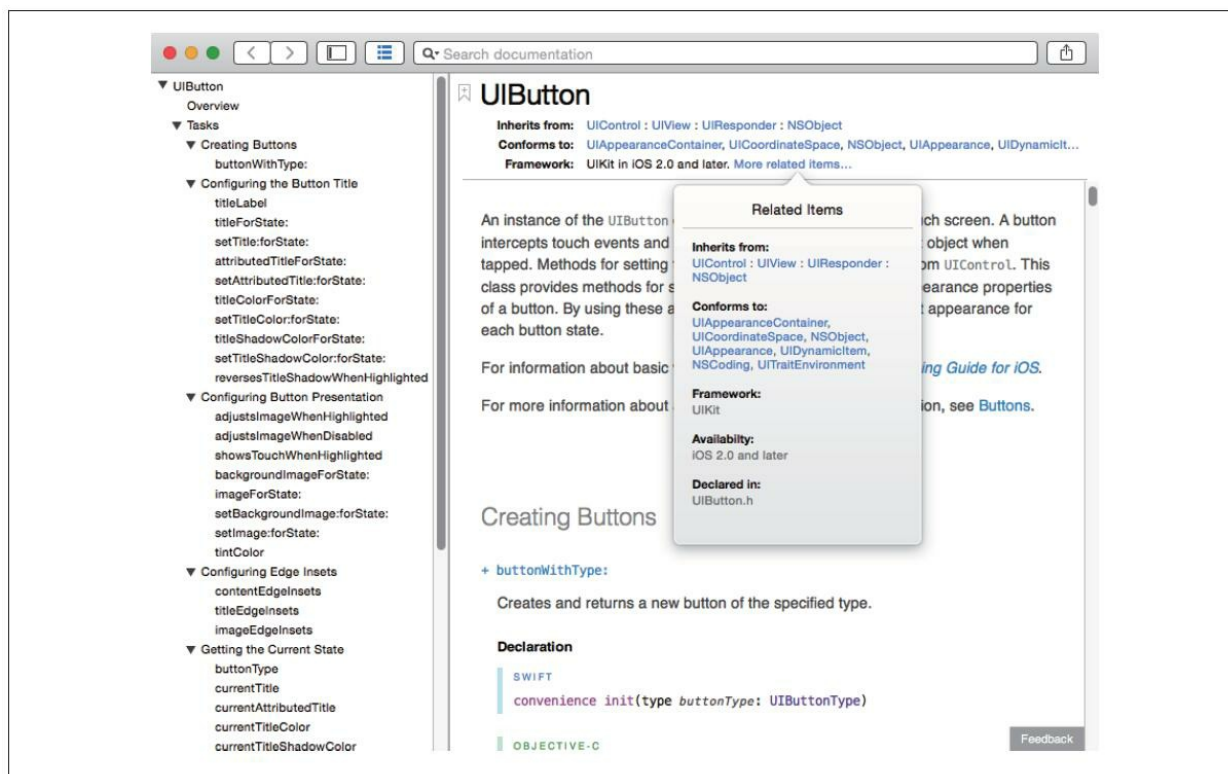 Search documentation
UIButton
Overview
Tasks
Creating Buttons
buttonWithType:
Configuring the Button Title
titleLabel
titleForState:
setTitle:forState:
attributedTitleForState:
setAttributedTitle:forState:
titleColorForState:
setTitleColor:forState:
titleShadowColorForState:
setTitleShadowColor:forState:
reversesTitleShadowWhenHighlighted
Configuring Button Presentation
adjustsImageWhenHighlighted
adjustsImageWhenDisabled
showsTouchWhenHighlighted
backgroundImageForState:
imageForState:
setBackgroundImage:forState:
setImage:forState:
tintColor
Configuring Edge Insets
contentEdgeInsets
titleEdgeInsets
imageEdgeInsets
Getting the Current State
buttonType
currentTitle
currentAttributedTitle
currentTitleColor
currentTitleShadowColor
UIButton
Inherits from: UIControl : UIView : UIResponder : NSObject
Conforms to: UIAppearanceContainer, UICoordinateSpace, NSObject, UIAppearance, UIDynamicIt...
Framework: UIKit in iOS 2.0 and later. More related items...
An instance of the UIButton ch screen. A button
intercepts touch events and object when
tapped. Methods for setting om UIControl. This
class provides methods for s earance properties
of a button. By using these a appearance for
each button state.
For information about basic ing Guide for iOS.
For more information about ion, see Buttons.
Related Items
Inherits from:
UIControl : UIView : UIResponder :
NSObject
Conforms to:
UIAppearanceContainer,
UICoordinateSpace, NSObject,
UIAppearance, UIDynamicItem,
NSCoding, UITraitEnvironment
Framework:
UIKit
Availabilty:
iOS 2.0 and later
Declared in:
UIButton.h
Creating Buttons
+ buttonWithType:
Creates and returns a new button of the specified type.
Declaration
SWIFT
convenience init(type buttonType: UIButtonType)
OBJECTIVE-C
Feedback